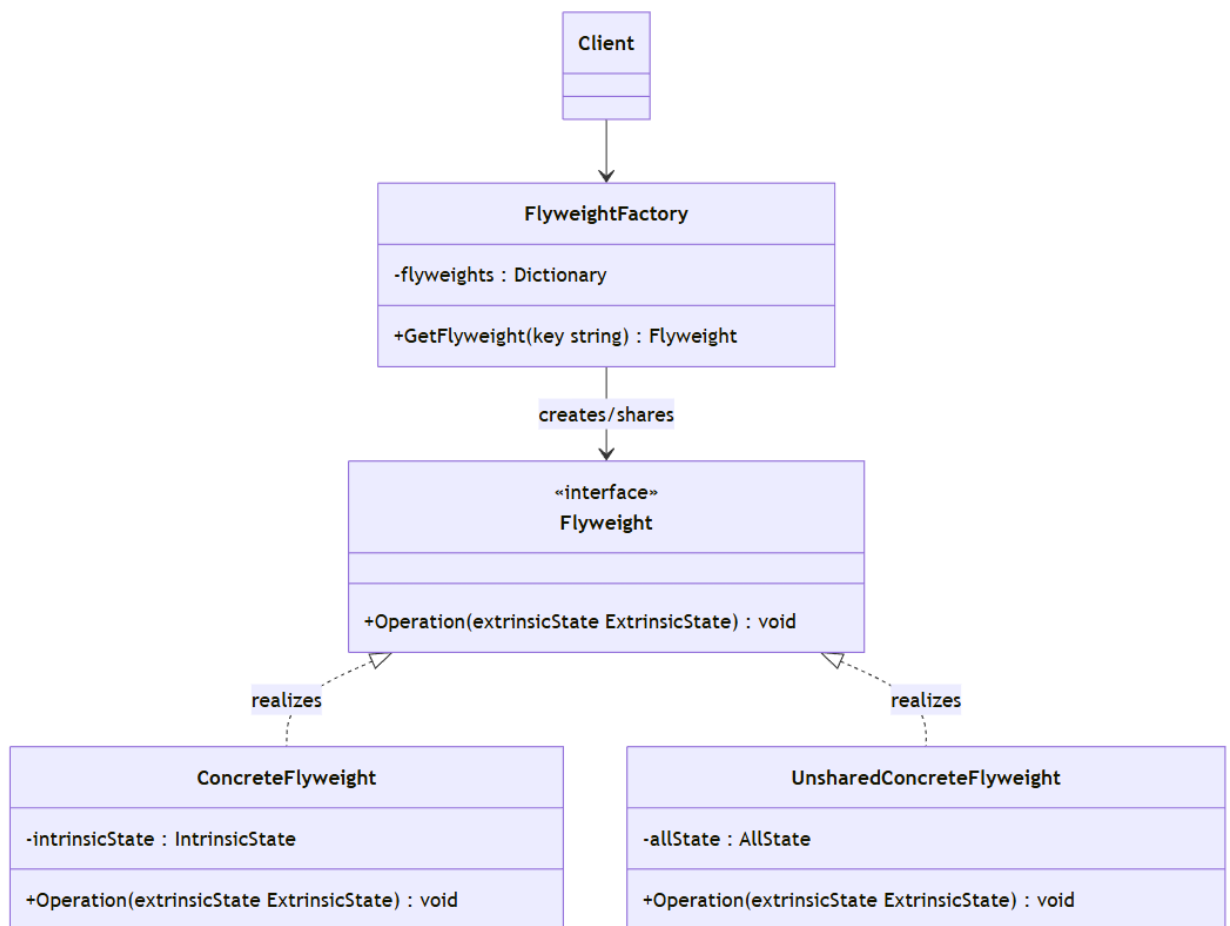 Client
FlyweightFactory
-flyweights : Dictionary
+GetFlyweight(key string) : Flyweight
creates/shares
«interface»
Flyweight
+Operation(extrinsicState ExtrinsicState) : void
realizes
realizes
ConcreteFlyweight
-intrinsicState : IntrinsicState
+Operation(extrinsicState ExtrinsicState) : void
UnsharedConcreteFlyweight
-allState : AllState
+Operation(extrinsicState ExtrinsicState) : void